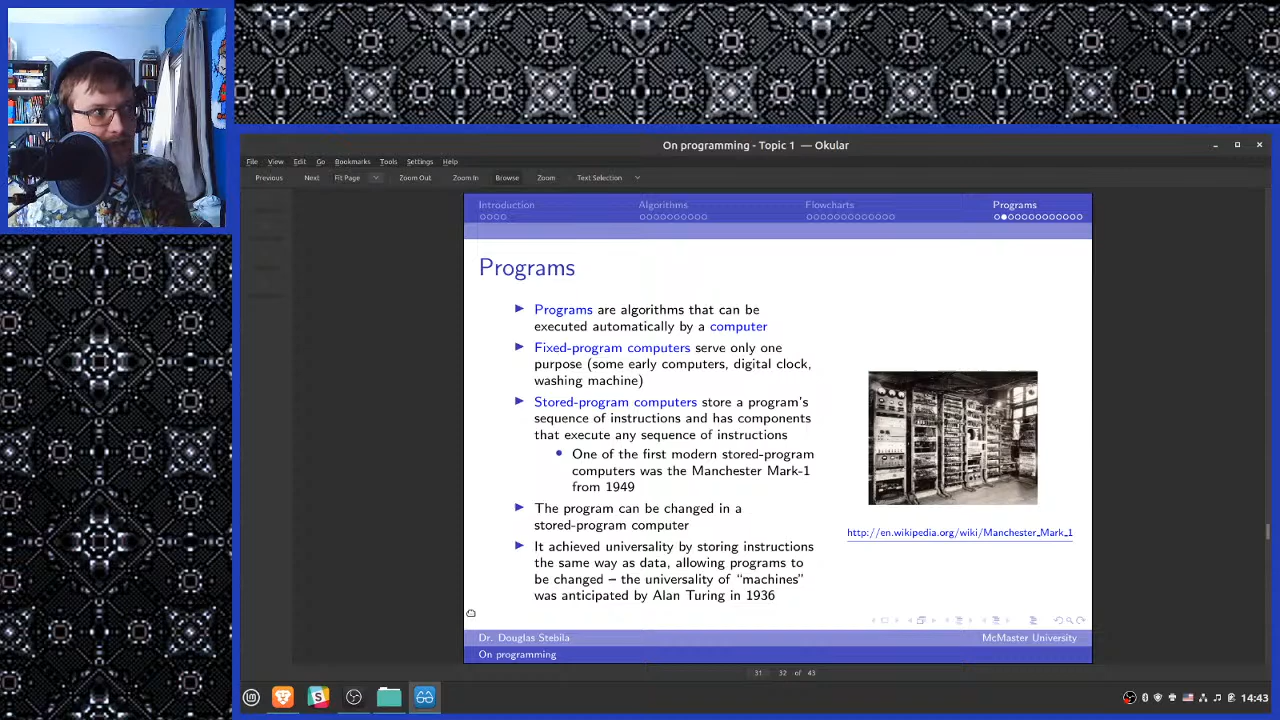 On programming - Topic 1 — Okular
File View Edit Go Bookmarks Tools Settings Help
Previous Next Fit Page Zoom Out Zoom In Browse Zoom Text Selection
Introduction Algorithms Flowcharts Programs
Programs
Programs are algorithms that can be
executed automatically by a computer
Fixed-program computers serve only one
purpose (some early computers, digital clock,
washing machine)
Stored-program computers store a program's
sequence of instructions and has components
that execute any sequence of instructions
One of the first modern stored-program
computers was the Manchester Mark-1
from 1949
The program can be changed in a
stored-program computer
It achieved universality by storing instructions
the same way as data, allowing programs to
be changed – the universality of “machines”
was anticipated by Alan Turing in 1936
http://en.wikipedia.org/wiki/Manchester_Mark_1
Dr. Douglas Stebila McMaster University
On programming
31 32 of 43
14:43